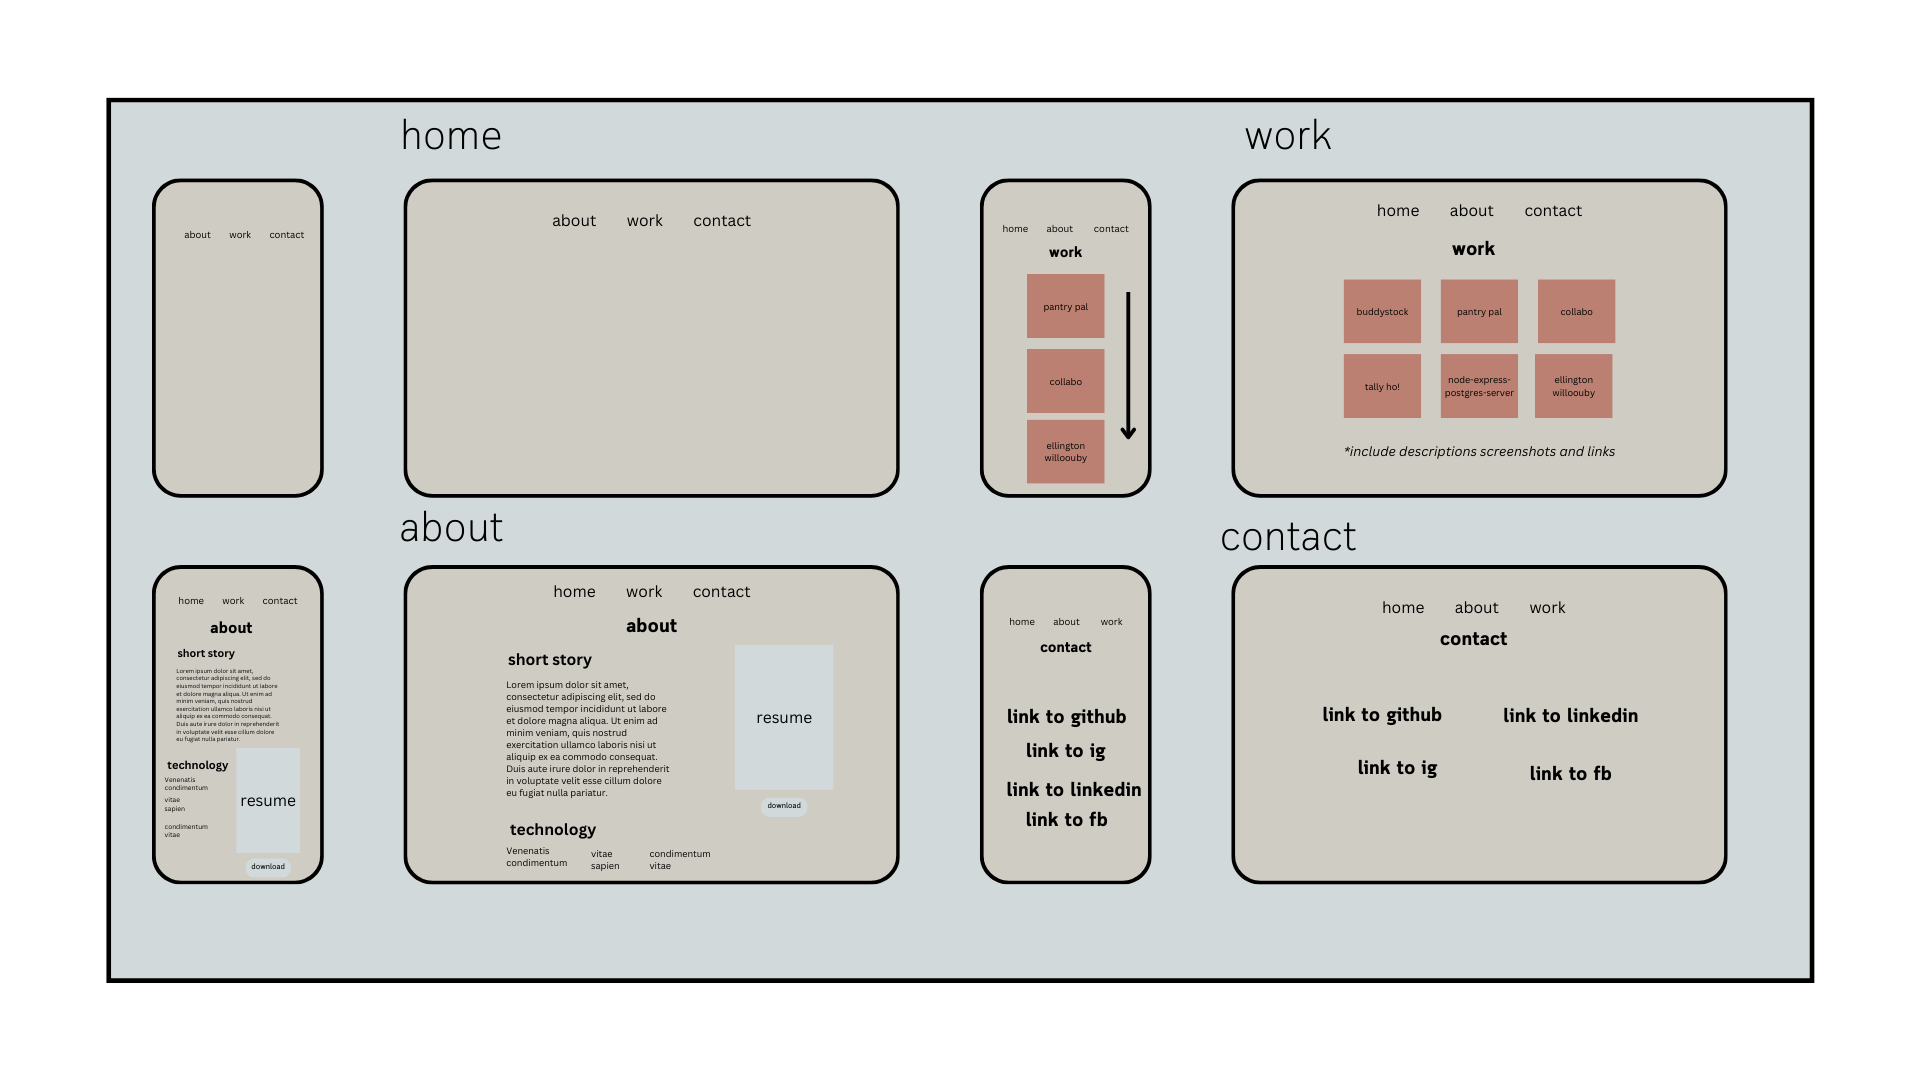 home
about work contact
about work contact
work
home about contact
work
pantry pal
collabo
ellington
willoouby
home about contact
work
buddystock pantry pal collabo
tally ho!
node-express-
postgres-server
ellington
willoouby
*include descriptions screenshots and links
about
home work contact
about
short story
Lorem ipsum dolor sit amet,
consectetur adipiscing elit, sed do
eiusmod tempor incididunt ut labore
et dolore magna aliqua. Ut enim ad
minim veniam, quis nostrud
exercitation ullamco laboris nisi ut
aliquip ex ea commodo consequat.
Duis aute irure dolor in reprehenderit
in voluptate velit esse cillum dolore
eu fugiat nulla pariatur.
technology
Venenatis
condimentum
vitae
sapien
condimentum
vitae
resume
download
home work contact
about
short story
Lorem ipsum dolor sit amet,
consectetur adipiscing elit, sed do
eiusmod tempor incididunt ut labore
et dolore magna aliqua. Ut enim ad
minim veniam, quis nostrud
exercitation ullamco laboris nisi ut
aliquip ex ea commodo consequat.
Duis aute irure dolor in reprehenderit
in voluptate velit esse cillum dolore
eu fugiat nulla pariatur.
resume
download
technology
Venenatis
condimentum
vitae
sapien
condimentum
vitae
contact
home about work
contact
link to github
link to ig
link to linkedin
link to fb
home about work
contact
link to github link to linkedin
link to ig link to fb